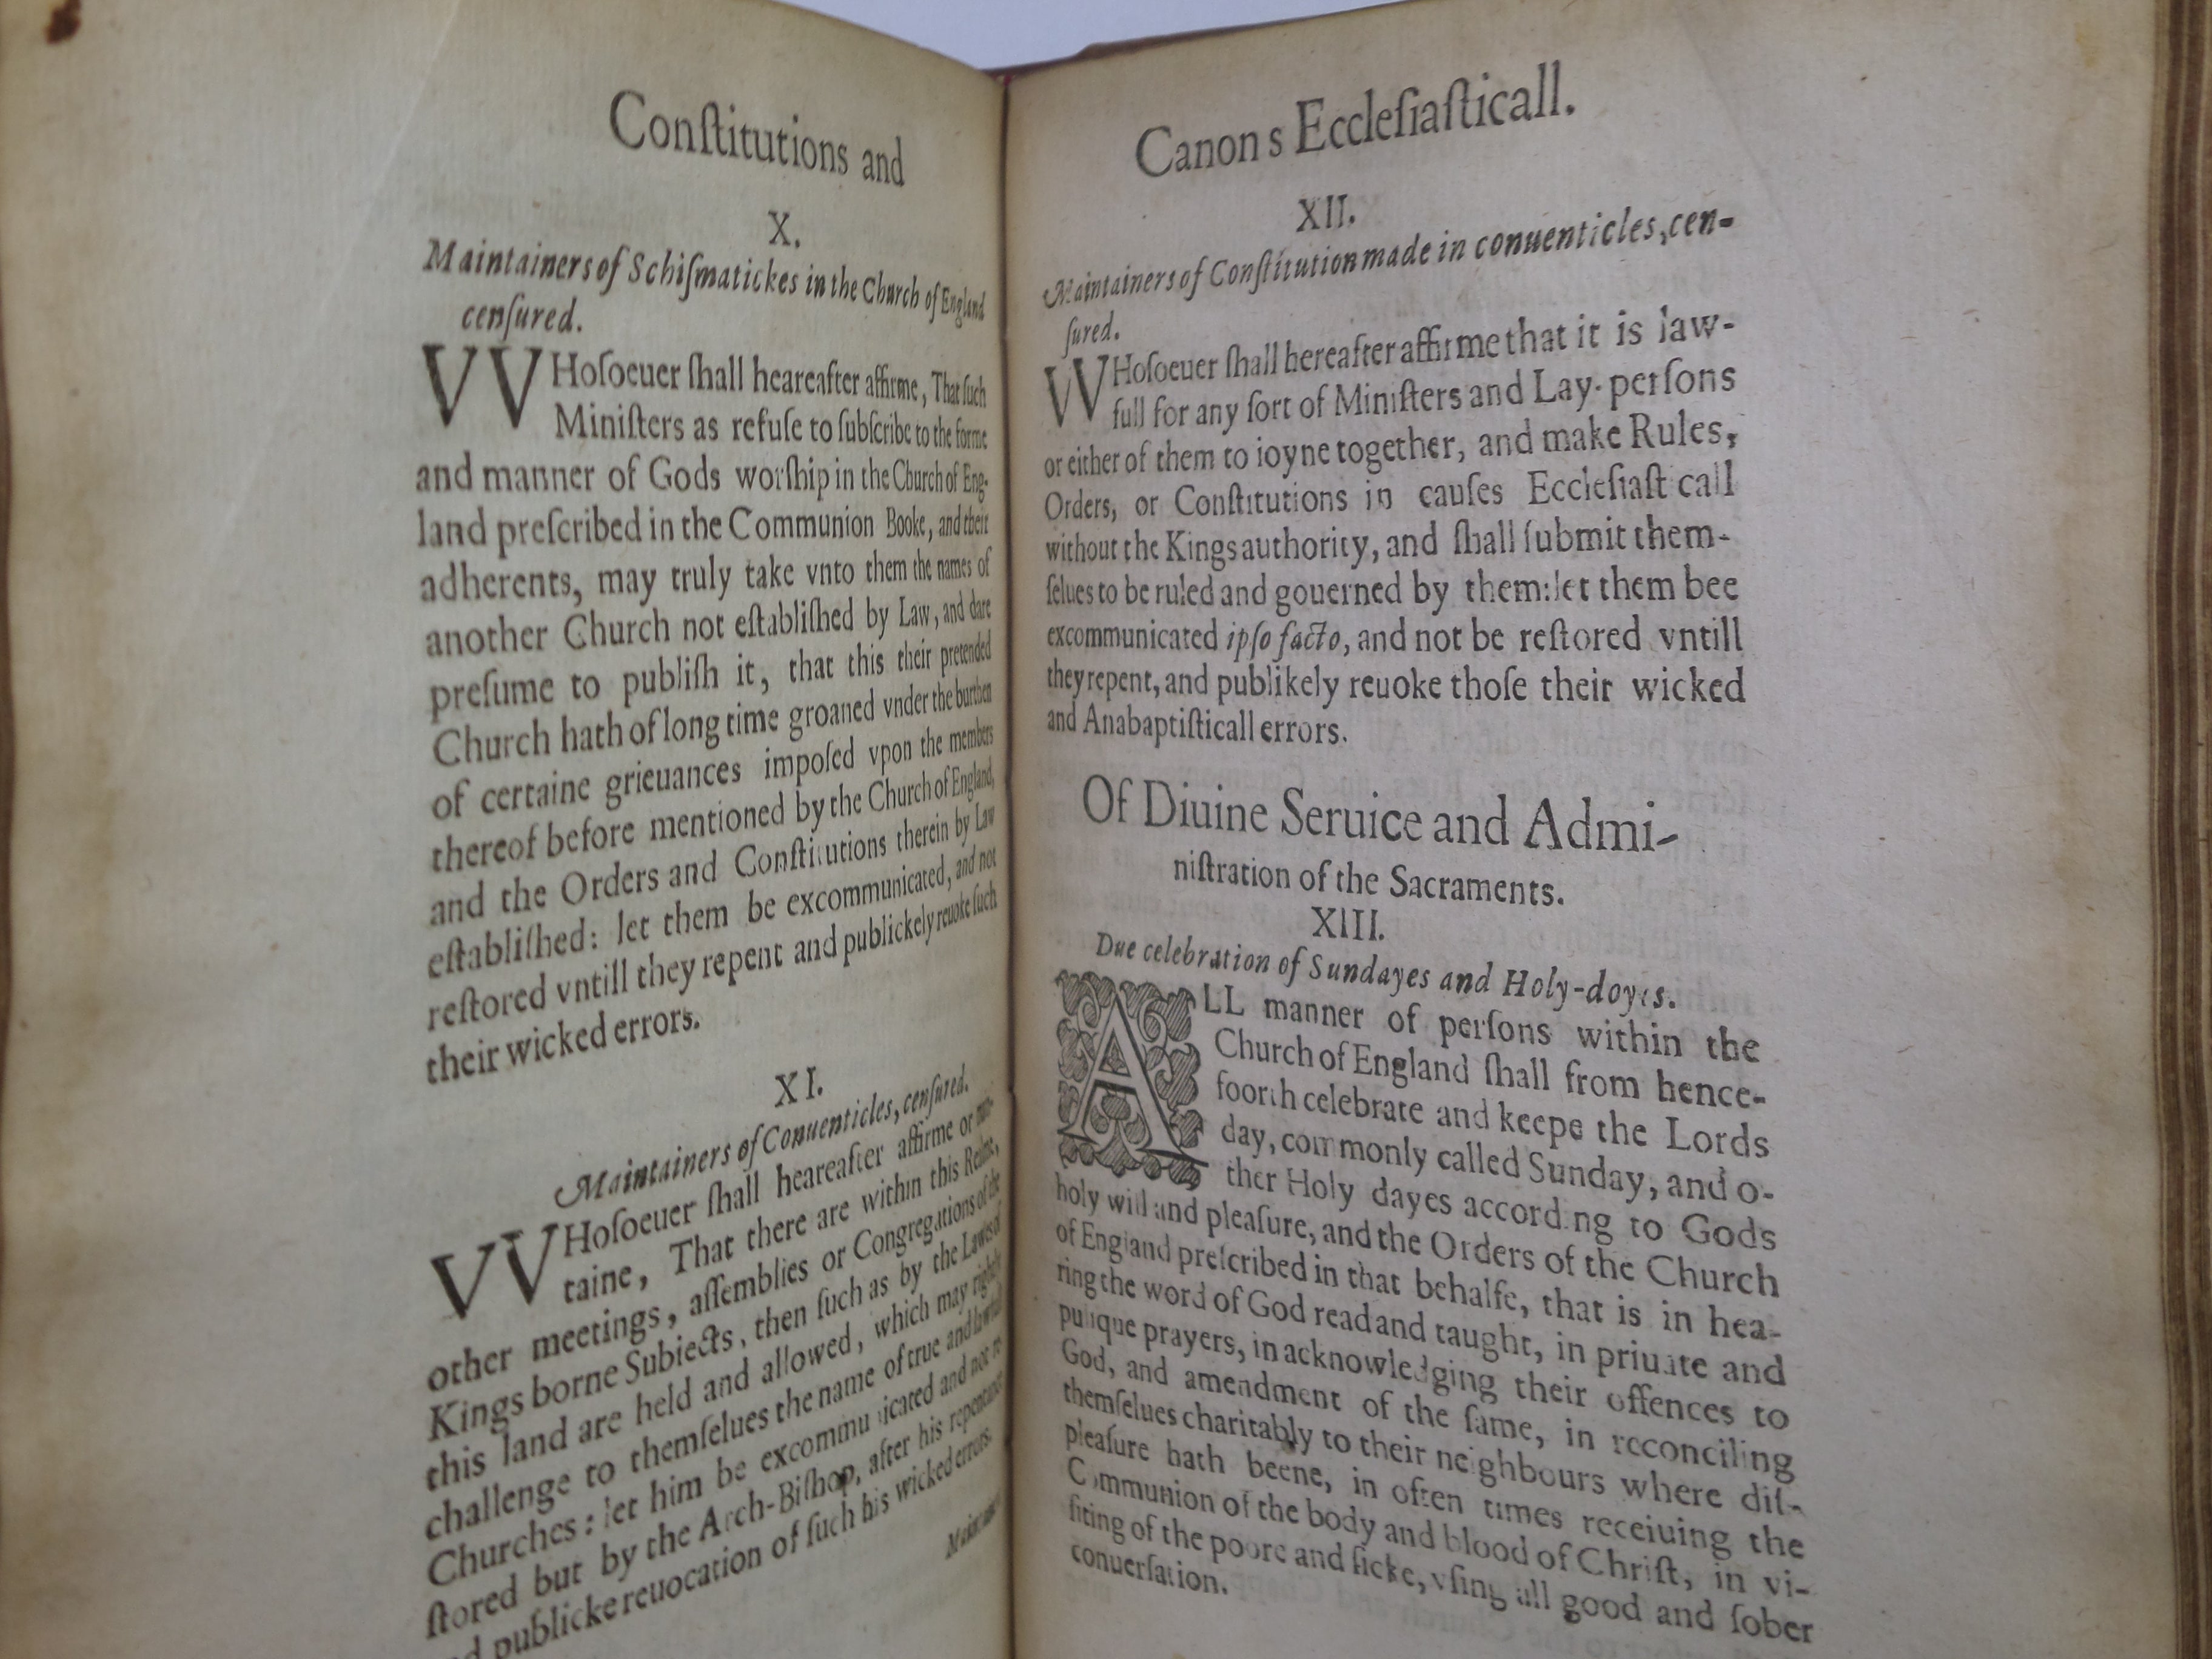 Conſtitutions and
X.
Maintainers of Schiſmatickes in the Church of England
cenſured.
WHoſoeuer ſhall heareafter affirme, That ſuch
Miniſters as refuſe to ſubſcribe to the forme
and manner of Gods worſhip in the Church of Eng-
land preſcribed in the Communion Booke, and their
adherents, may truly take vnto them the names of
another Church not eſtabliſhed by Law, and dare
preſume to publiſh it, that this their pretended
Church hath of long time groaned vnder the burthen
of certaine grieuances impoſed vpon the members
thereof before mentioned by the Church of England,
and the Orders and Conſtitutions therein by Law
eſtabliſhed: let them be excommunicated, and not
reſtored vntill they repent and publickely reuoke ſuch
their wicked errors.
XI.
Maintainers of Conuenticles, cenſured.
WHoſoeuer ſhall heareafter affirme or main-
taine, That there are within this Realme,
other meetings, aſſemblies or Congregations of the
Kings borne Subiects, then ſuch as by the Lawes of
this land are held and allowed, which may rightly
challenge to themſelues the name of true and lawfull
Churches: let him be excommunicated and not re-
ſtored but by the Arch-Biſhop, after his repentance
publicke reuocation of ſuch his wicked errors.
Canons Eccleſiaſticall.
XII.
Maintainers of Conſtitution made in conuenticles, cen-
ſured.
WHoſoeuer ſhall hereafter affirme that it is law-
full for any ſort of Miniſters and Lay-perſons
or either of them to ioyne together, and make Rules,
Orders, or Conſtitutions in cauſes Eccleſiaſticall
without the Kings authority, and ſhall ſubmit them-
ſelues to be ruled and gouerned by them: let them bee
excommunicated ipſo facto, and not be reſtored vntill
they repent, and publikely reuoke thoſe their wicked
and Anabaptiſticall errors.
Of Diuine Seruice and Admi-
niſtration of the Sacraments.
XIII.
Due celebration of Sundayes and Holy-doyes.
ALL manner of perſons within the
Church of England ſhall from hence-
foorth celebrate and keepe the Lords
day, commonly called Sunday, and o-
ther Holy dayes according to Gods
holy will and pleaſure, and the Orders of the Church
of England preſcribed in that behalfe, that is in hea-
ring the word of God read and taught, in priuate and
publique prayers, in acknowledging their offences to
God, and amendment of the ſame, in reconciling
themſelues charitably to their neighbours where diſ-
pleaſure hath beene, in often times receiuing the
Communion of the body and blood of Chriſt, in vi-
ſiting of the poore and ſicke, vſing all good and ſober
conuerſation.